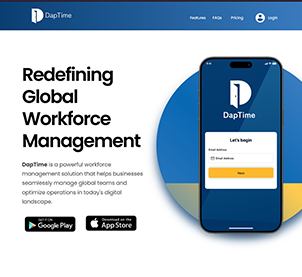 DapTime
Features FAQs Pricing Login
Redefining
Global
Workforce
Management
DapTime is a powerful workforce
management solution that helps businesses
seamlessly manage global teams and
optimize operations in today's digital
landscape.
GET IT ON
Google Play
Download on the
App Store
DapTime
Let's begin
Email Address
Email Address
Next